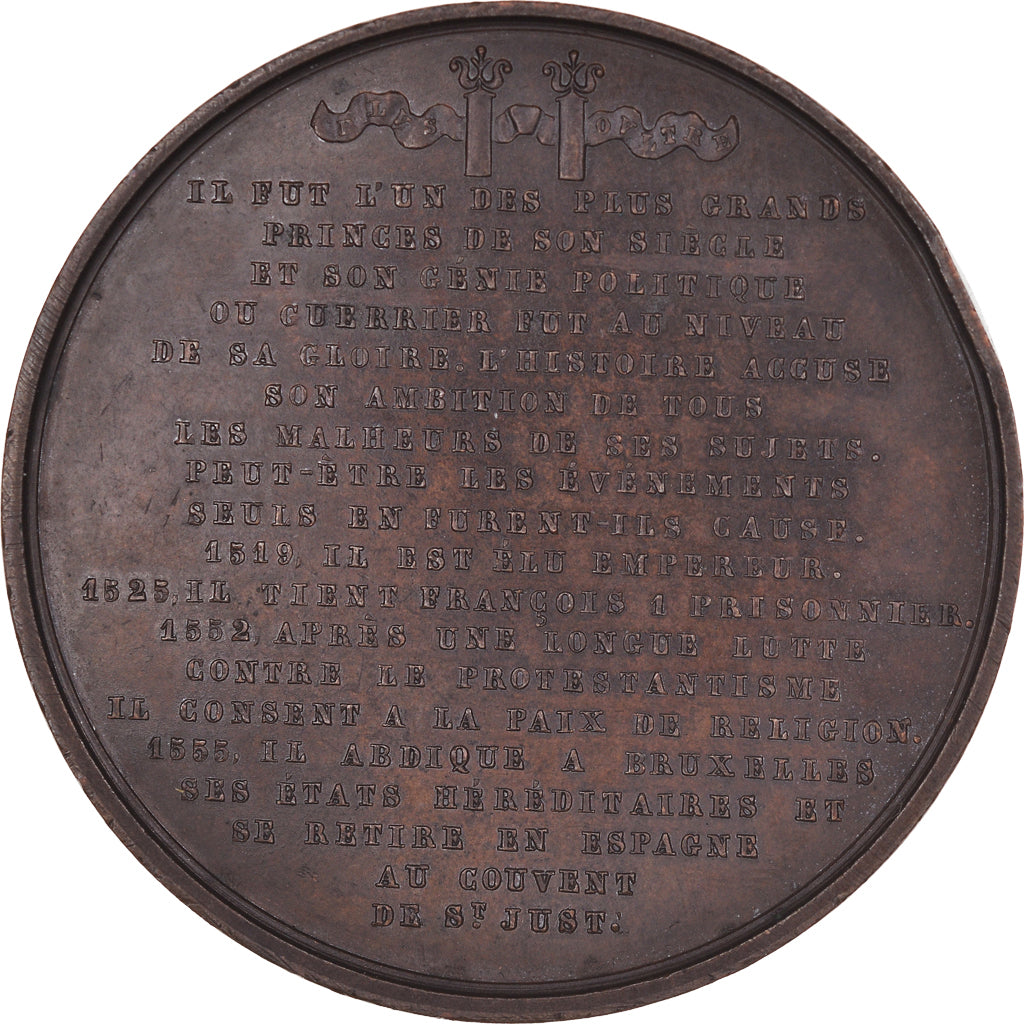 PLUS OULTRE
IL FUT L'UN DES PLUS GRANDS
PRINCES DE SON SIÈCLE
ET SON GÉNIE POLITIQUE
OU GUERRIER FUT AU NIVEAU
DE SA GLOIRE. L'HISTOIRE ACCUSE
SON AMBITION DE TOUS
LES MALHEURS DE SES SUJETS.
PEUT-ÊTRE LES ÉVÉNEMENTS
SEULS EN FURENT-ILS CAUSE.
1519, IL EST ÉLU EMPEREUR.
1525, IL TIENT FRANÇOIS 1 PRISONNIER.
1552, APRÈS UNE LONGUE LUTTE
CONTRE LE PROTESTANTISME
IL CONSENT A LA PAIX DE RELIGION.
1555, IL ABDIQUE A BRUXELLES
SES ÉTATS HÉRÉDITAIRES ET
SE RETIRE EN ESPAGNE
AU COUVENT
DE ST. JUST.